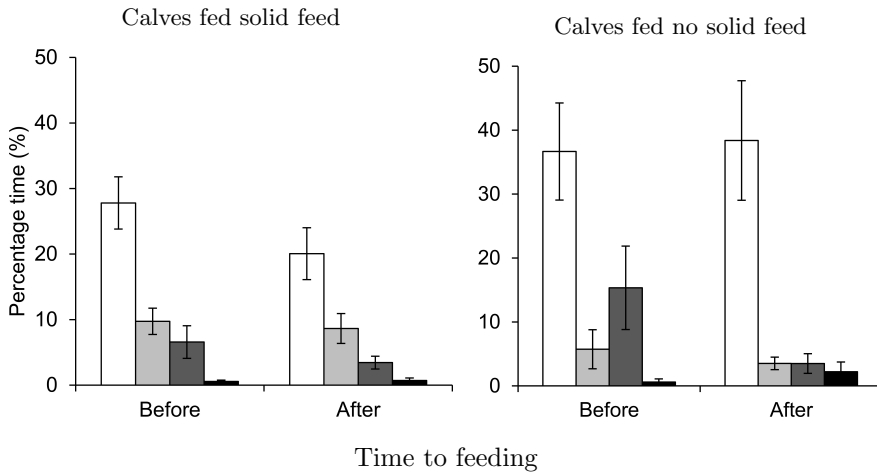 Calves fed solid feed
Calves fed no solid feed
Percentage time (%)
50
40
30
20
10
0
Before
After
50
40
30
20
10
0
Before
After
Time to feeding